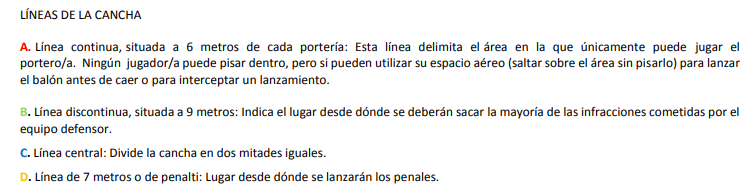 LÍNEAS DE LA CANCHA
A. Línea continua, situada a 6 metros de cada portería: Esta línea delimita el área en la que únicamente puede jugar el
portero/a. Ningún jugador/a puede pisar dentro, pero si pueden utilizar su espacio aéreo (saltar sobre el área sin pisarlo) para lanzar
el balón antes de caer o para interceptar un lanzamiento.
B. Línea discontinua, situada a 9 metros: Indica el lugar desde dónde se deberán sacar la mayoría de las infracciones cometidas por el
equipo defensor.
C. Línea central: Divide la cancha en dos mitades iguales.
D. Línea de 7 metros o de penalti: Lugar desde dónde se lanzarán los penales.